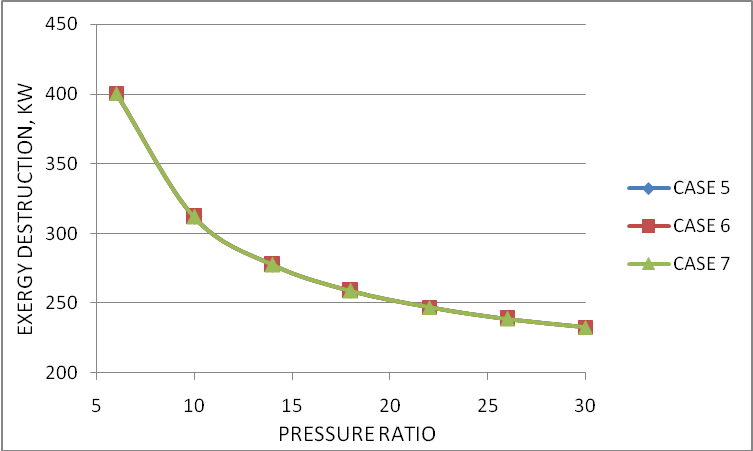 450
400
350
300
250
200
EXERGY DESTRUCTION, KW
5 10 15 20 25 30
PRESSURE RATIO
CASE 5
CASE 6
CASE 7